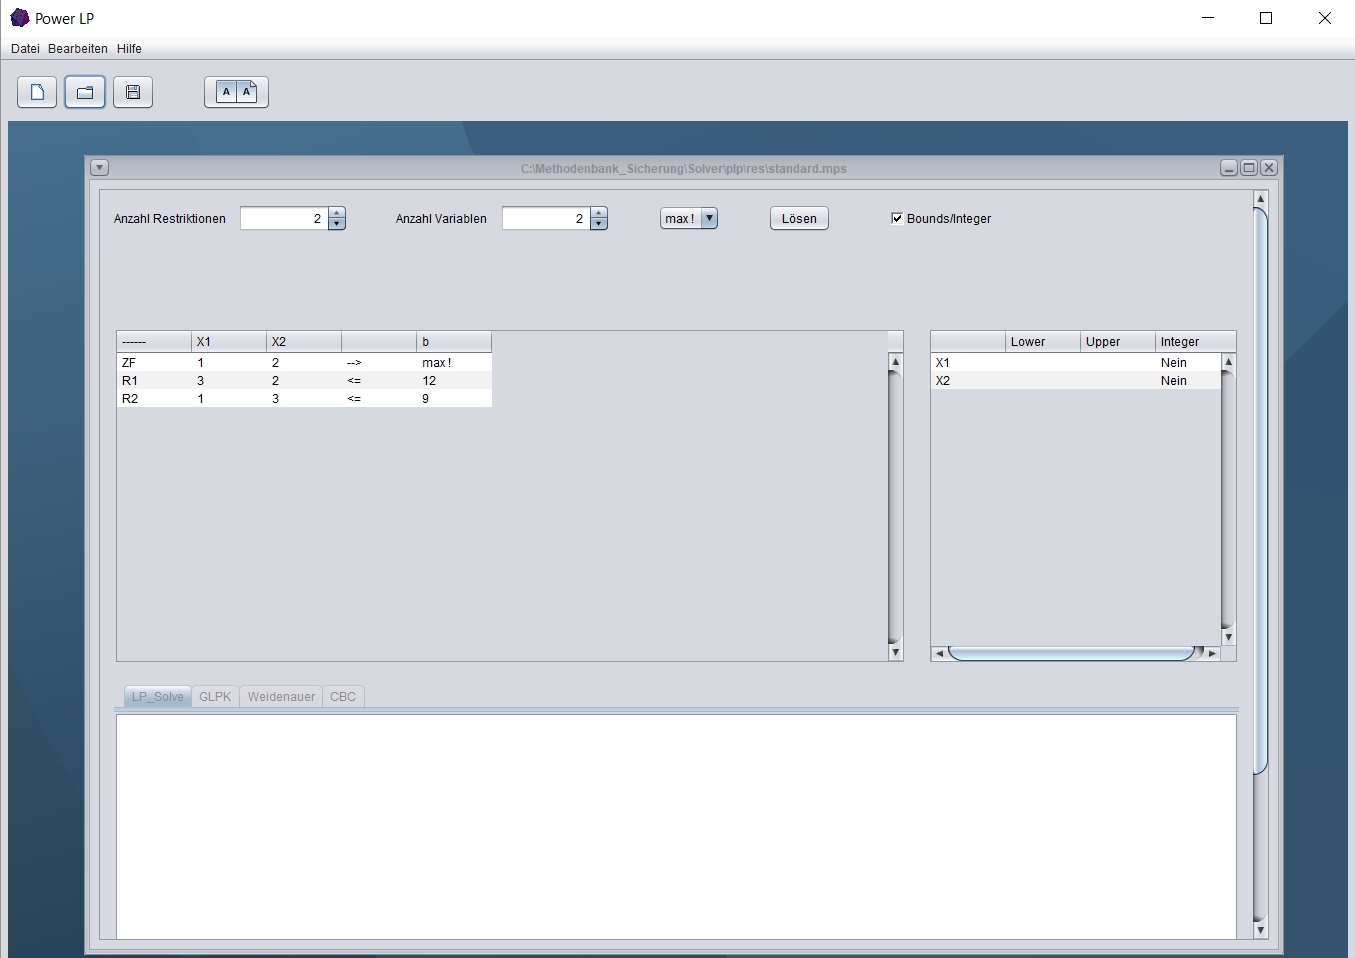 Power LP
Datei Bearbeiten Hilfe
A A
C:\Methodenbank_Sicherung\Solver\plp\res\standard.mps
Anzahl Restriktionen 2 Anzahl Variablen 2 max! Lösen Bounds/Integer
------ X1 X2 b
ZF 1 2 --> max!
R1 3 2 <= 12
R2 1 3 <= 9
Lower Upper Integer
X1 Nein
X2 Nein
LP_Solve GLPK Weidenauer CBC